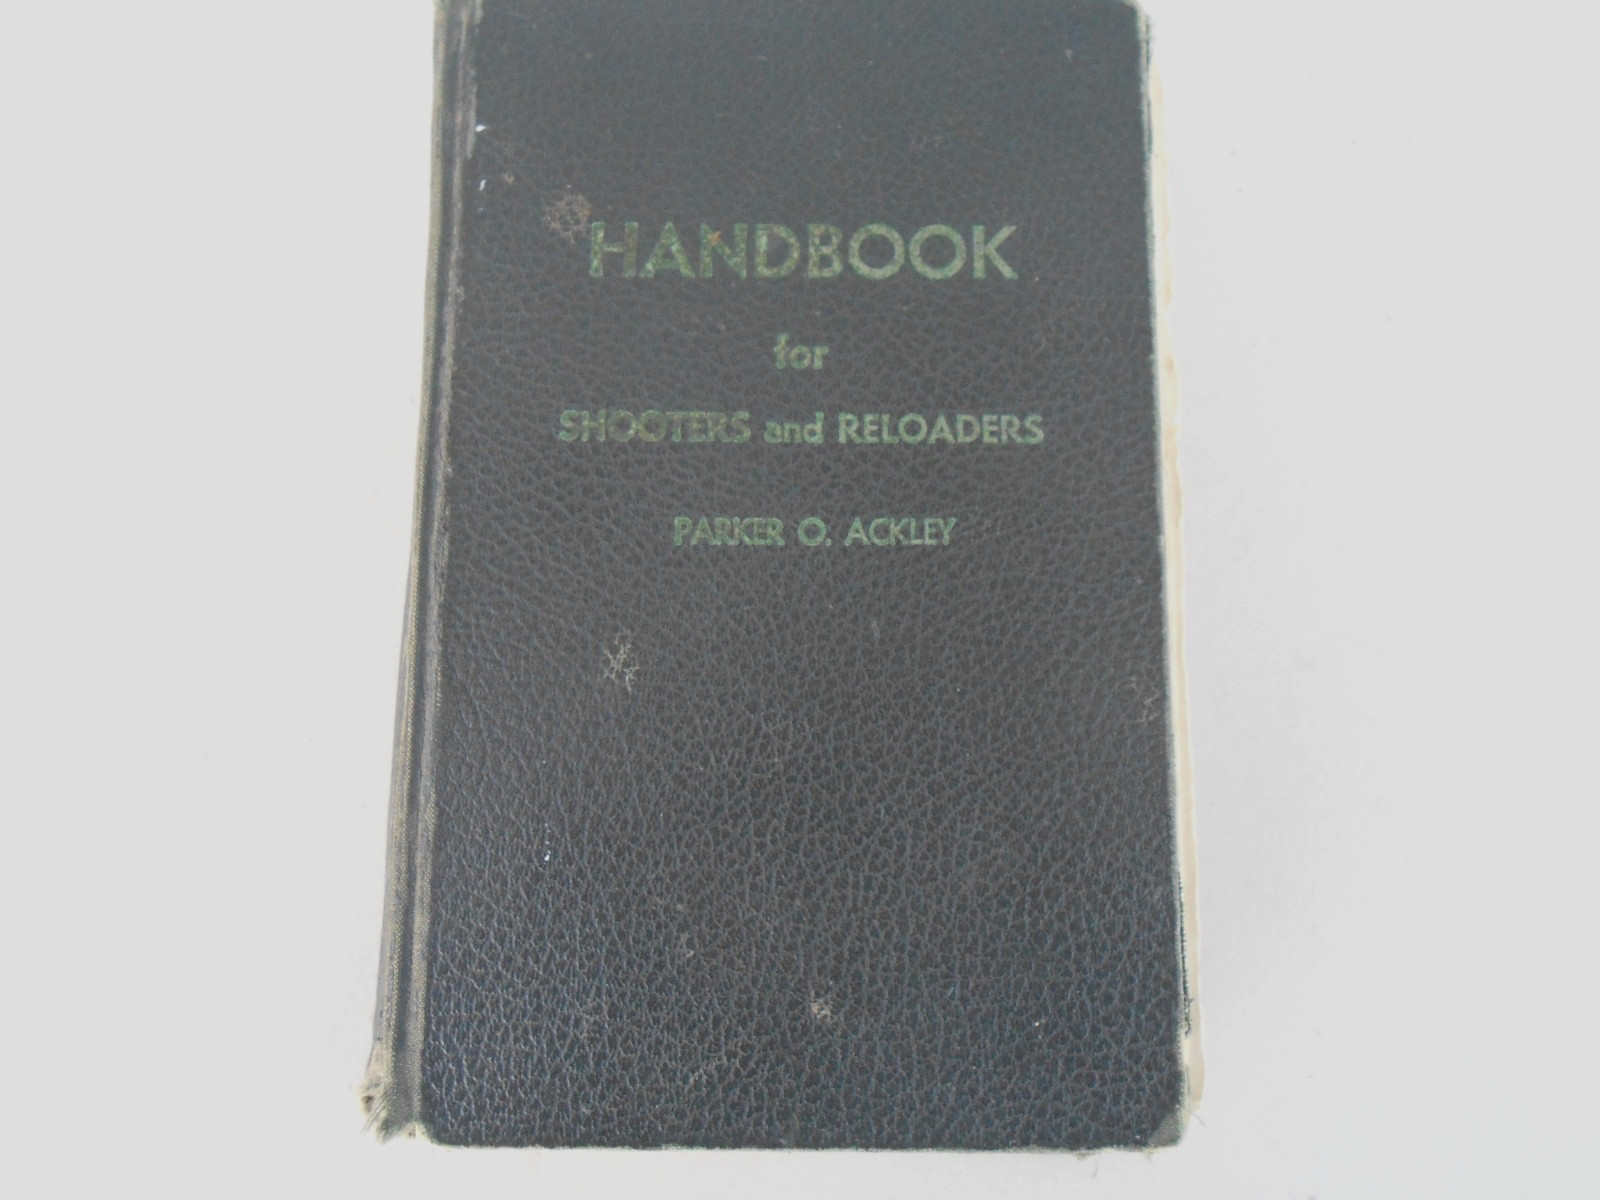 HANDBOOK
for
SHOOTERS and RELOADERS
PARKER O. ACKLEY